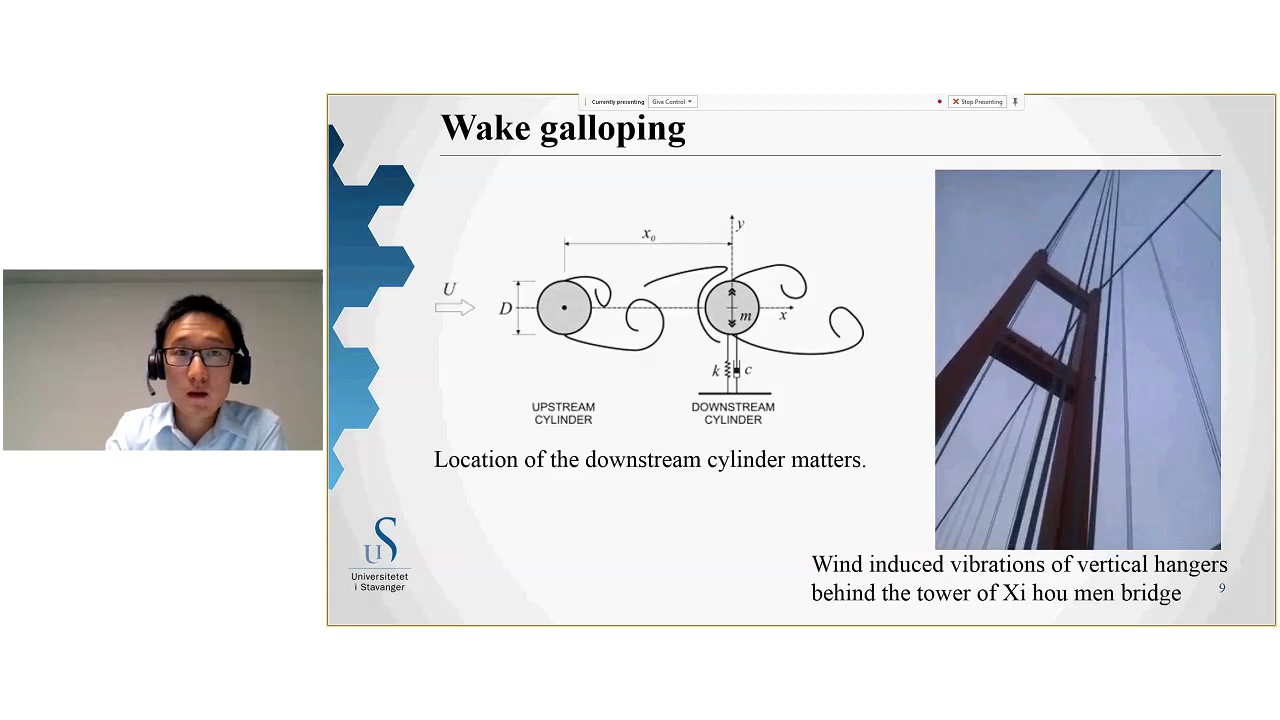 Currently presenting
Give Control
Stop Presenting
Wake galloping
x₀
y
U
D
m
x
k
c
UPSTREAM
CYLINDER
DOWNSTREAM
CYLINDER
Location of the downstream cylinder matters.
US
Universitetet
i Stavanger
Wind induced vibrations of vertical hangers
behind the tower of Xi hou men bridge
9